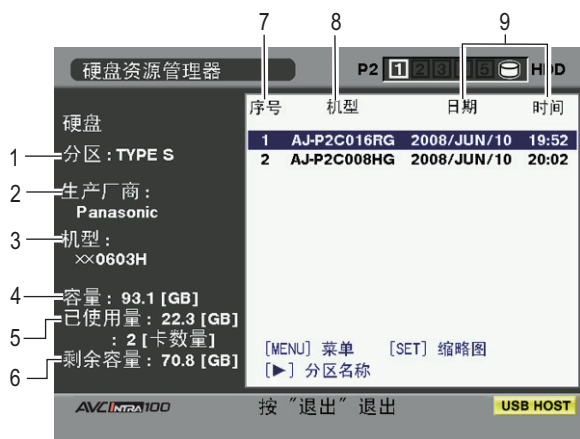 7 8 9
硬盘资源管理器 P2 1 2 3 4 5 HDD
硬盘
1 分区 : TYPE S
2 生产厂商 :
Panasonic
3 机型 :
××0603H
4 容量 : 93.1 [GB]
5 已使用量 : 22.3 [GB]
: 2 [卡数量]
6 剩余容量 : 70.8 [GB]
序号 机型 日期 时间
1 AJ-P2C016RG 2008/JUN/10 19:52
2 AJ-P2C008HG 2008/JUN/10 20:02
[MENU] 菜单 [SET] 缩略图
[▶] 分区名称
AVC INTRA 100 按 "退出" 退出 USB HOST